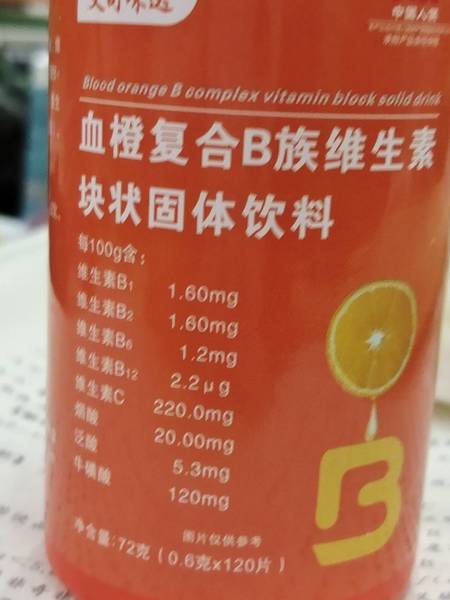 Blood orange B complex vitamin block solid drink
血橙复合B族维生素
块状固体饮料
每100g含：
维生素B1 1.60mg
维生素B2 1.60mg
维生素B6 1.2mg
维生素B12 2.2μg
维生素C 220.0mg
烟酸 20.00mg
泛酸 5.3mg
牛磺酸 120mg
B
图片仅供参考
净含量:72克（0.6克×120片）